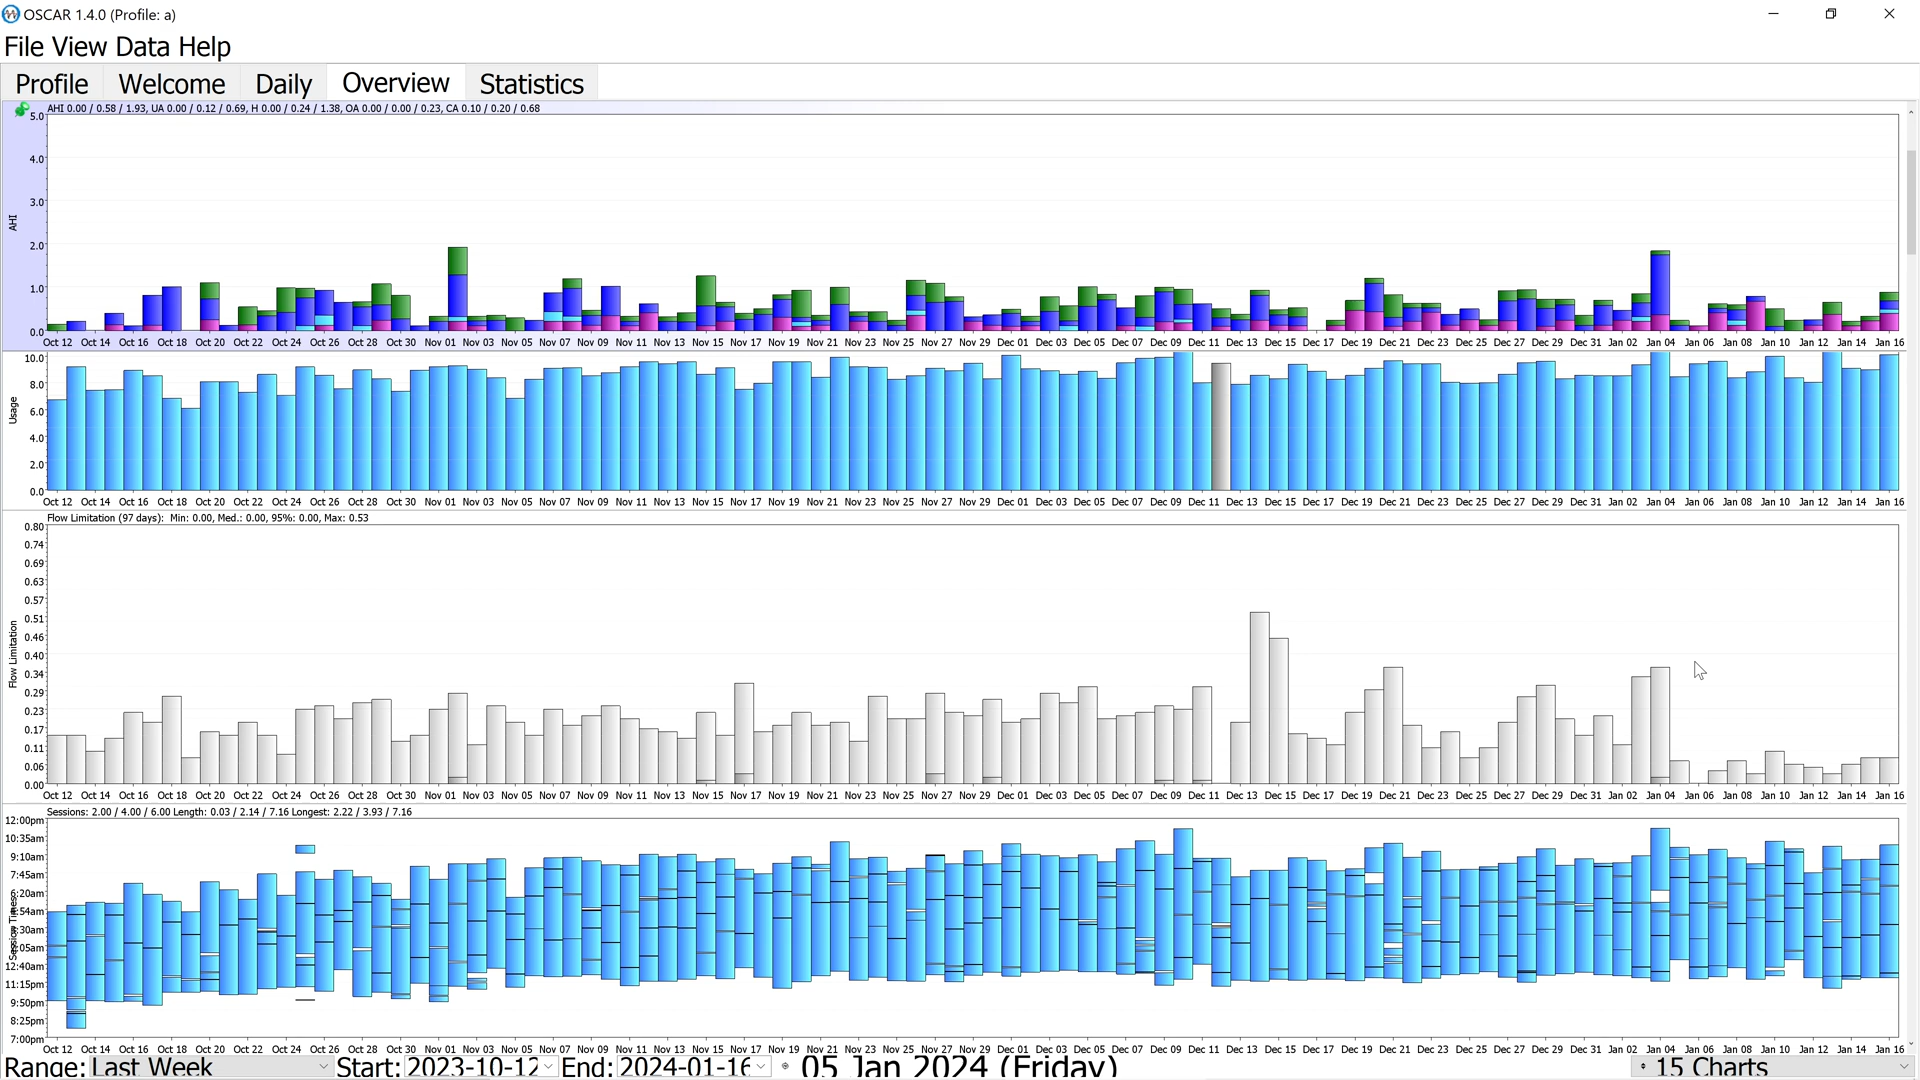 OSCAR 1.4.0 (Profile: a)
File View Data Help
Profile Welcome Daily Overview Statistics
AHI 0.00 / 0.58 / 1.93, UA 0.00 / 0.12 / 0.69, H 0.00 / 0.24 / 1.38, OA 0.00 / 0.00 / 0.23, CA 0.10 / 0.20 / 0.68
5.0
4.0
3.0
AHI
2.0
1.0
0.0
Oct 12 Oct 14 Oct 16 Oct 18 Oct 20 Oct 22 Oct 24 Oct 26 Oct 28 Oct 30 Nov 01 Nov 03 Nov 05 Nov 07 Nov 09 Nov 11 Nov 13 Nov 15 Nov 17 Nov 19 Nov 21 Nov 23 Nov 25 Nov 27 Nov 29 Dec 01 Dec 03 Dec 05 Dec 07 Dec 09 Dec 11 Dec 13 Dec 15 Dec 17 Dec 19 Dec 21 Dec 23 Dec 25 Dec 27 Dec 29 Dec 31 Jan 02 Jan 04 Jan 06 Jan 08 Jan 10 Jan 12 Jan 14 Jan 16
10.0
8.0
Usage
6.0
4.0
2.0
0.0
Oct 12 Oct 14 Oct 16 Oct 18 Oct 20 Oct 22 Oct 24 Oct 26 Oct 28 Oct 30 Nov 01 Nov 03 Nov 05 Nov 07 Nov 09 Nov 11 Nov 13 Nov 15 Nov 17 Nov 19 Nov 21 Nov 23 Nov 25 Nov 27 Nov 29 Dec 01 Dec 03 Dec 05 Dec 07 Dec 09 Dec 11 Dec 13 Dec 15 Dec 17 Dec 19 Dec 21 Dec 23 Dec 25 Dec 27 Dec 29 Dec 31 Jan 02 Jan 04 Jan 06 Jan 08 Jan 10 Jan 12 Jan 14 Jan 16
Flow Limitation (97 days): Min: 0.00, Med.: 0.00, 95%: 0.00, Max: 0.53
0.80
0.74
0.69
0.63
0.57
0.51
0.46
Flow Limitation
0.40
0.34
0.29
0.23
0.17
0.11
0.06
0.00
Oct 12 Oct 14 Oct 16 Oct 18 Oct 20 Oct 22 Oct 24 Oct 26 Oct 28 Oct 30 Nov 01 Nov 03 Nov 05 Nov 07 Nov 09 Nov 11 Nov 13 Nov 15 Nov 17 Nov 19 Nov 21 Nov 23 Nov 25 Nov 27 Nov 29 Dec 01 Dec 03 Dec 05 Dec 07 Dec 09 Dec 11 Dec 13 Dec 15 Dec 17 Dec 19 Dec 21 Dec 23 Dec 25 Dec 27 Dec 29 Dec 31 Jan 02 Jan 04 Jan 06 Jan 08 Jan 10 Jan 12 Jan 14 Jan 16
Sessions: 2.00 / 4.00 / 6.00 Length: 0.03 / 2.14 / 7.16 Longest: 2.22 / 3.93 / 7.16
12:00pm
10:35am
9:10am
7:45am
6:20am
:54am
Session Times
:30am
:05am
12:40am
11:15pm
9:50pm
8:25pm
7:00pm
Oct 12 Oct 14 Oct 16 Oct 18 Oct 20 Oct 22 Oct 24 Oct 26 Oct 28 Oct 30 Nov 01 Nov 03 Nov 05 Nov 07 Nov 09 Nov 11 Nov 13 Nov 15 Nov 17 Nov 19 Nov 21 Nov 23 Nov 25 Nov 27 Nov 29 Dec 01 Dec 03 Dec 05 Dec 07 Dec 09 Dec 11 Dec 13 Dec 15 Dec 17 Dec 19 Dec 21 Dec 23 Dec 25 Dec 27 Dec 29 Dec 31 Jan 02 Jan 04 Jan 06 Jan 08 Jan 10 Jan 12 Jan 14 Jan 16
Range: Last Week Start: 2023-10-12 End: 2024-01-16 05 Jan 2024 (Friday) 15 Charts